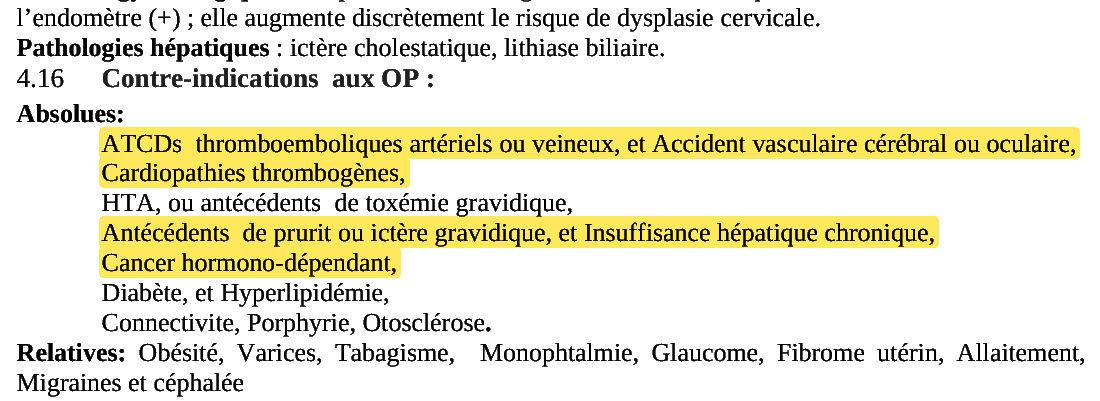 l’endomètre (+) ; elle augmente discrètement le risque de dysplasie cervicale.
Pathologies hépatiques : ictère cholestatique, lithiase biliaire.
4.16 Contre-indications aux OP :
Absolues:
ATCDs thromboemboliques artériels ou veineux, et Accident vasculaire cérébral ou oculaire,
Cardiopathies thrombogènes,
HTA, ou antécédents de toxémie gravidique,
Antécédents de prurit ou ictère gravidique, et Insuffisance hépatique chronique,
Cancer hormono-dépendant,
Diabète, et Hyperlipidémie,
Connectivite, Porphyrie, Otosclérose.
Relatives: Obésité, Varices, Tabagisme, Monophtalmie, Glaucome, Fibrome utérin, Allaitement,
Migraines et céphalée